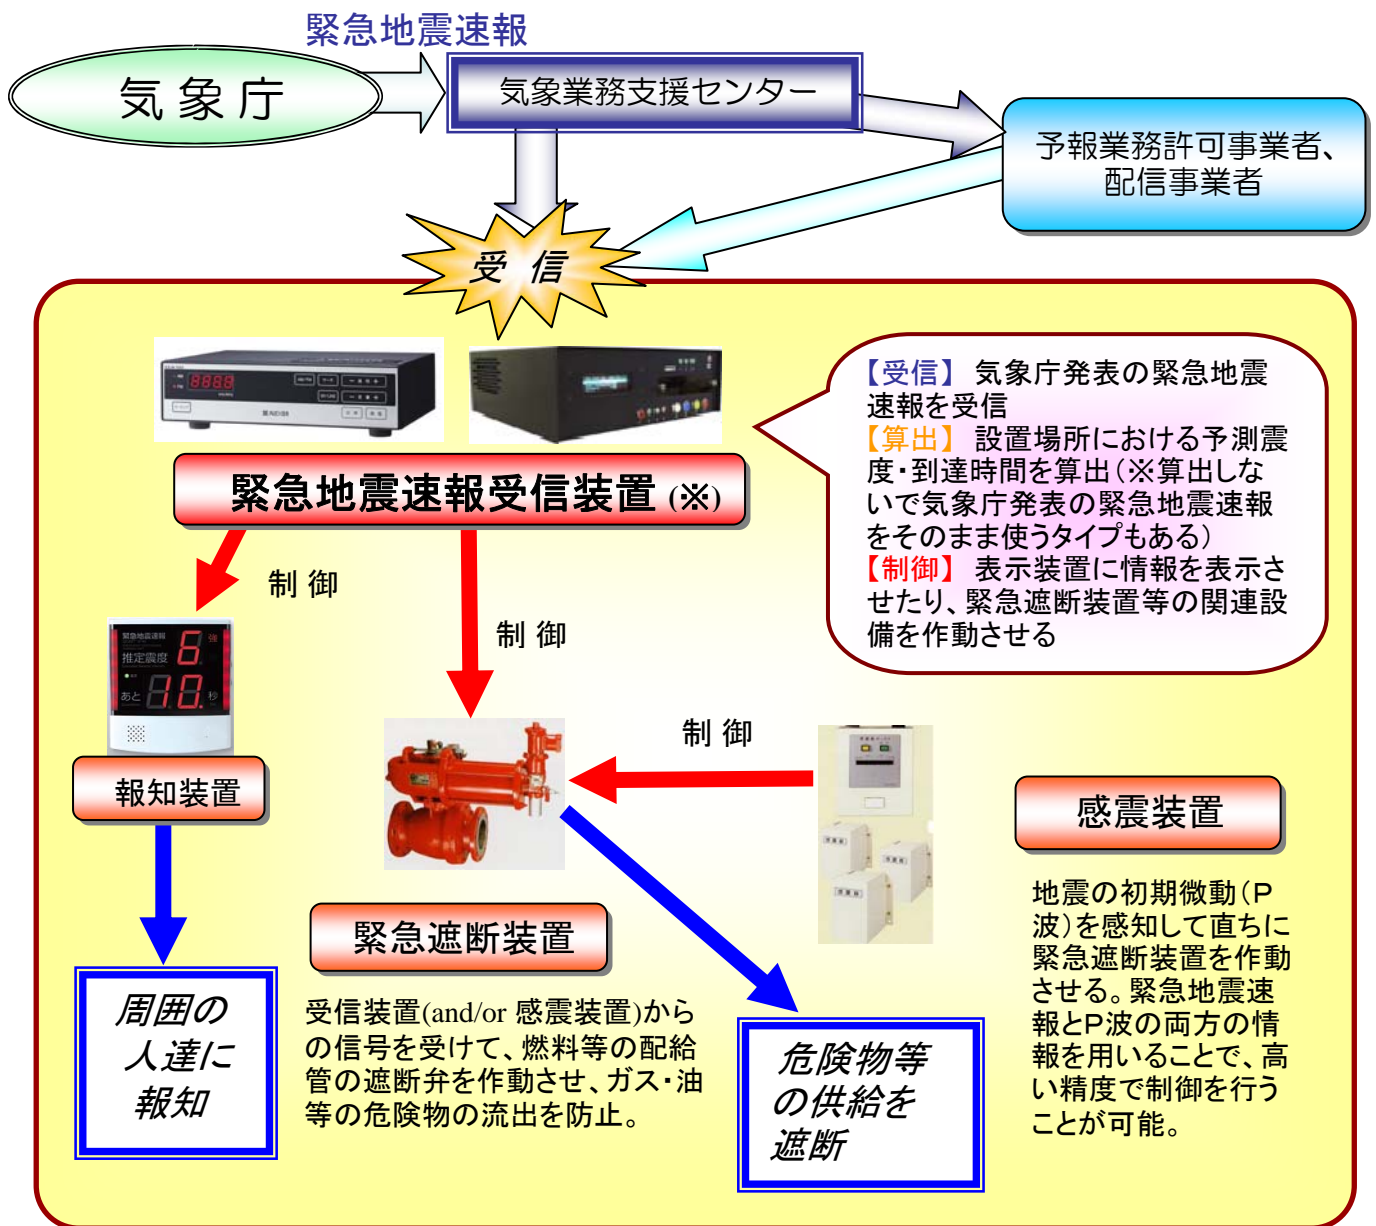 緊急地震速報
気象庁
気象業務支援センター
予報業務許可事業者、
配信事業者
受 信
【受信】 気象庁発表の緊急地震
速報を受信
【算出】 設置場所における予測震
度・到達時間を算出(※算出しな
いで気象庁発表の緊急地震速報
をそのまま使うタイプもある)
【制御】 表示装置に情報を表示さ
せたり、緊急遮断装置等の関連設
備を作動させる
緊急地震速報受信装置 (※)
制 御
制 御
緊急地震速報
推定震度 6 強
あと 10 秒
報知装置
制 御
感震装置
地震の初期微動(P
波)を感知して直ちに
緊急遮断装置を作動
させる。緊急地震速
報とP波の両方の情
報を用いることで、高
い精度で制御を行う
ことが可能。
緊急遮断装置
受信装置(and/or 感震装置)から
の信号を受けて、燃料等の配給
管の遮断弁を作動させ、ガス・油
等の危険物の流出を防止。
周囲の
人達に
報知
危険物等
の供給を
遮断